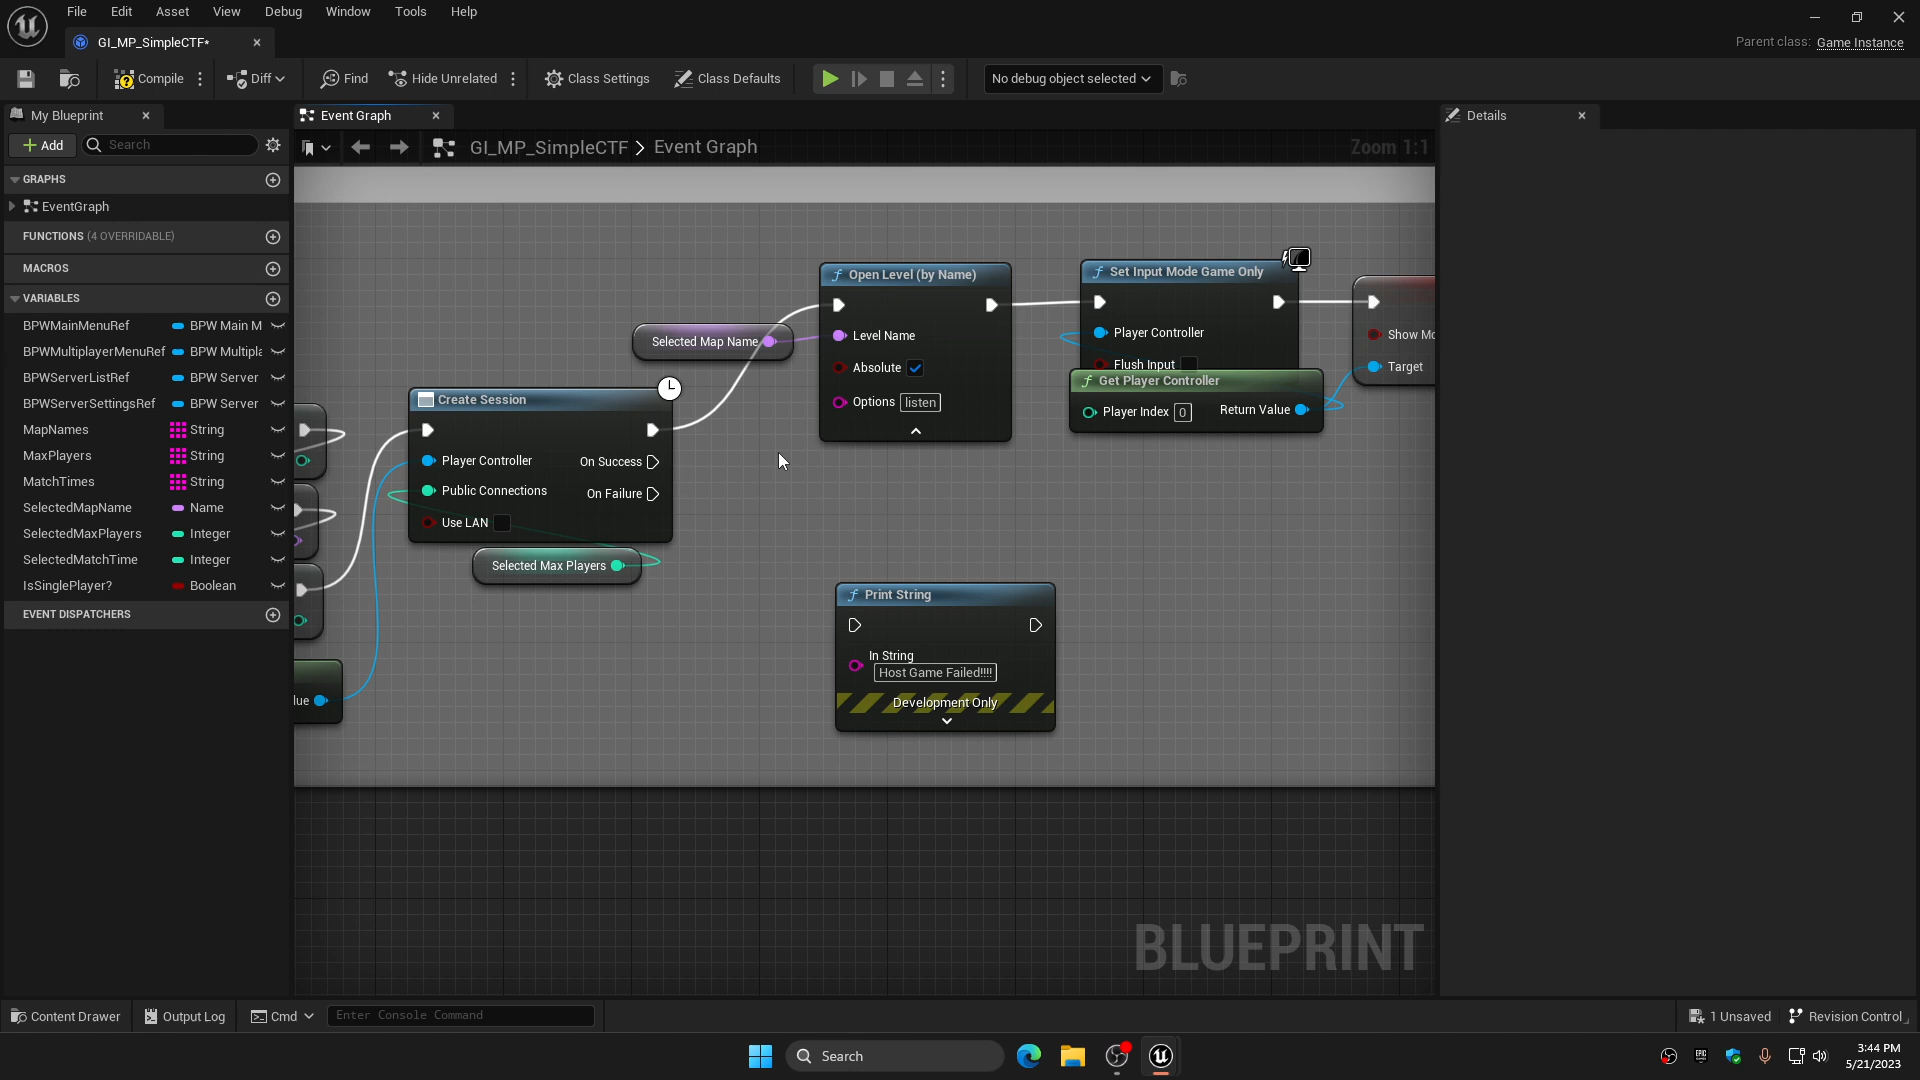 File Edit Asset View Debug Window Tools Help
GI_MP_SimpleCTF*
Parent class: Game Instance
Compile Diff Find Hide Unrelated Class Settings Class Defaults No debug object selected
My Blueprint
Event Graph
Details
Add Search
GI_MP_SimpleCTF > Event Graph
Zoom 1:1
GRAPHS
EventGraph
FUNCTIONS (4 OVERRIDABLE)
MACROS
VARIABLES
BPWMainMenuRef BPW Main M
BPWMultiplayerMenuRef BPW Multipla
BPWServerListRef BPW Server
BPWServerSettingsRef BPW Server
MapNames String
MaxPlayers String
MatchTimes String
SelectedMapName Name
SelectedMaxPlayers Integer
SelectedMatchTime Integer
IsSinglePlayer? Boolean
EVENT DISPATCHERS
lue
Create Session
Player Controller On Success
Public Connections On Failure
Use LAN
Selected Max Players
Selected Map Name
f Open Level (by Name)
Level Name
Absolute
Options listen
f Set Input Mode Game Only
Player Controller
Flush Input
f Get Player Controller
Player Index 0 Return Value
Show Mo
Target
f Print String
In String
Host Game Failed!!!!
Development Only
BLUEPRINT
Content Drawer Output Log Cmd Enter Console Command
1 Unsaved Revision Control
Search
EPIC
3:44 PM
5/21/2023